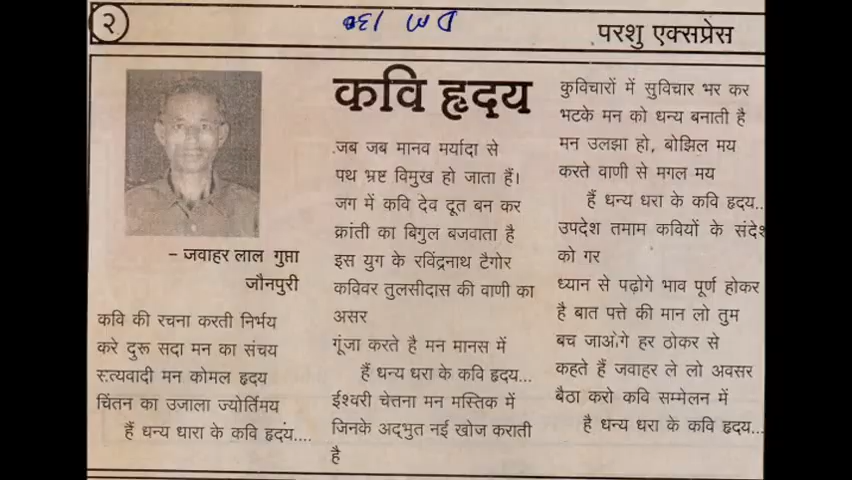 २
परशु एक्सप्रेस
कवि हृदय
– जवाहर लाल गुप्ता
जौनपुरी
कवि की रचना करती निर्भय
करे दुरू सदा मन का संचय
सत्यवादी मन कोमल हृदय
चिंतन का उजाला ज्योर्तिमय
हैं धन्य धारा के कवि हृदय....
जब जब मानव मर्यादा से
पथ भ्रष्ट विमुख हो जाता हैं।
जग में कवि देव दूत बन कर
क्रांती का बिगुल बजवाता है
इस युग के रविंद्रनाथ टैगोर
कविवर तुलसीदास की वाणी का
असर
गूंजा करते है मन मानस में
हैं धन्य धरा के कवि हृदय...
ईश्वरी चेतना मन मस्तिक में
जिनके अद्भुत नई खोज कराती
है
कुविचारों में सुविचार भर कर
भटके मन को धन्य बनाती है
मन उलझा हो, बोझिल मय
करते वाणी से मगल मय
हैं धन्य धरा के कवि हृदय..
उपदेश तमाम कवियों के संदेश
को गर
ध्यान से पढ़ोगे भाव पूर्ण होकर
है बात पत्ते की मान लो तुम
बच जाओगे हर ठोकर से
कहते हैं जवाहर ले लो अवसर
बैठा करो कवि सम्मेलन में
है धन्य धरा के कवि हृदय...